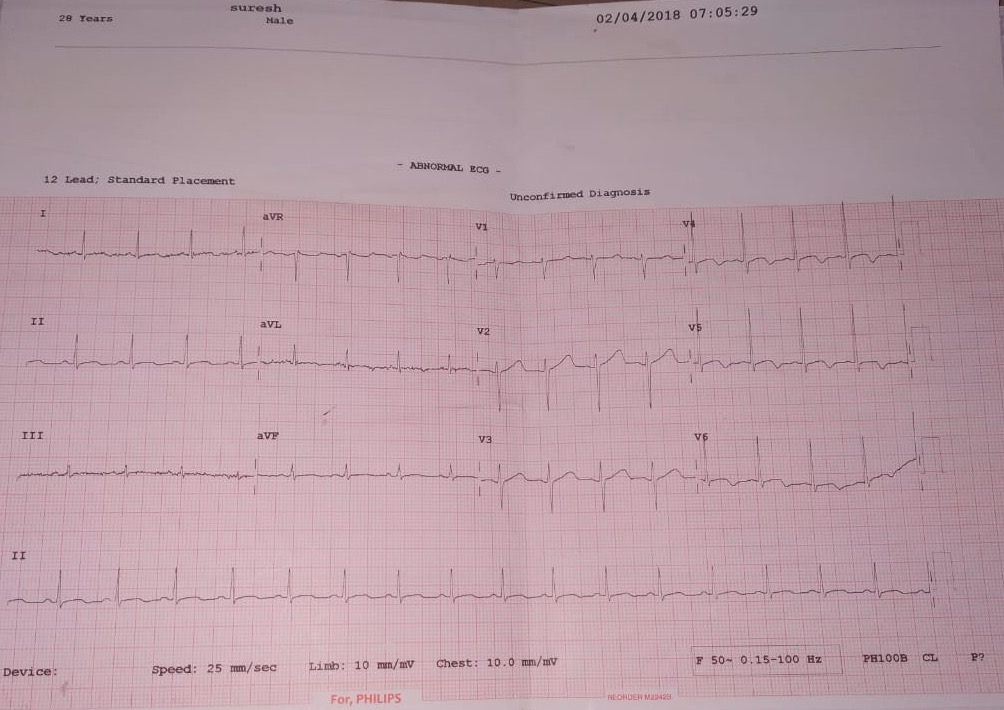 suresh
28 Years Male 02/04/2018 07:05:29
- ABNORMAL ECG -
12 Lead; Standard Placement Unconfirmed Diagnosis
I aVR V1 V4
II aVL V2 V5
III aVF V3 V6
II
Device: Speed: 25 mm/sec Limb: 10 mm/mV Chest: 10.0 mm/mV F 50~ 0.15-100 Hz PH100B CL P?
For, PHILIPS REORDER